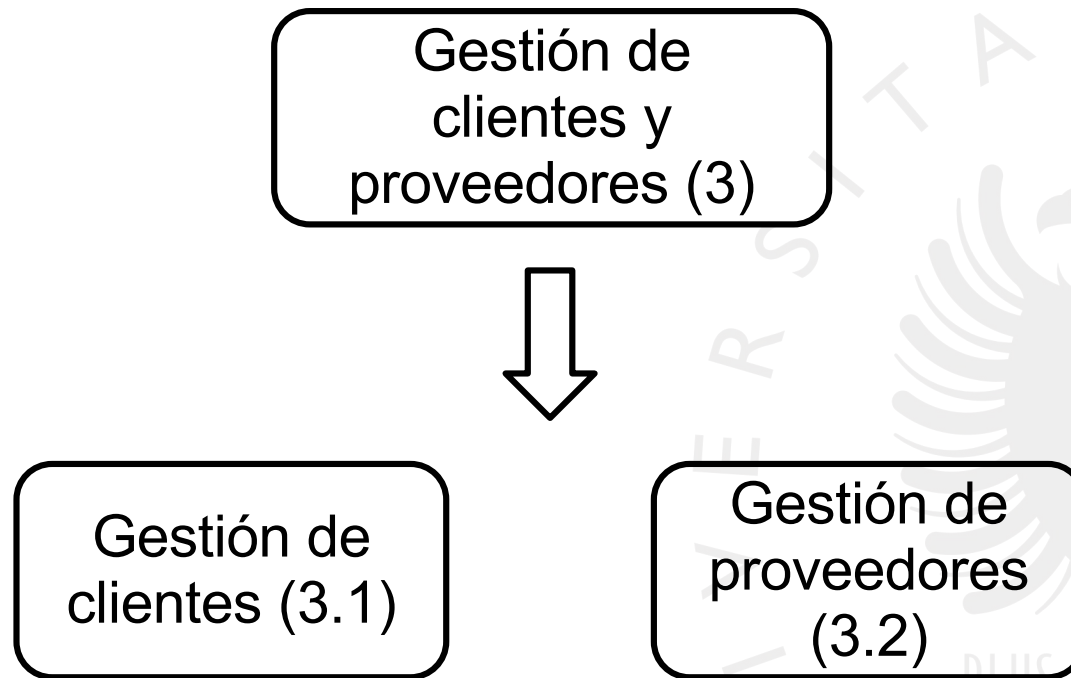 Gestión de
clientes y
proveedores (3)
Gestión de
clientes (3.1)
Gestión de
proveedores
(3.2)